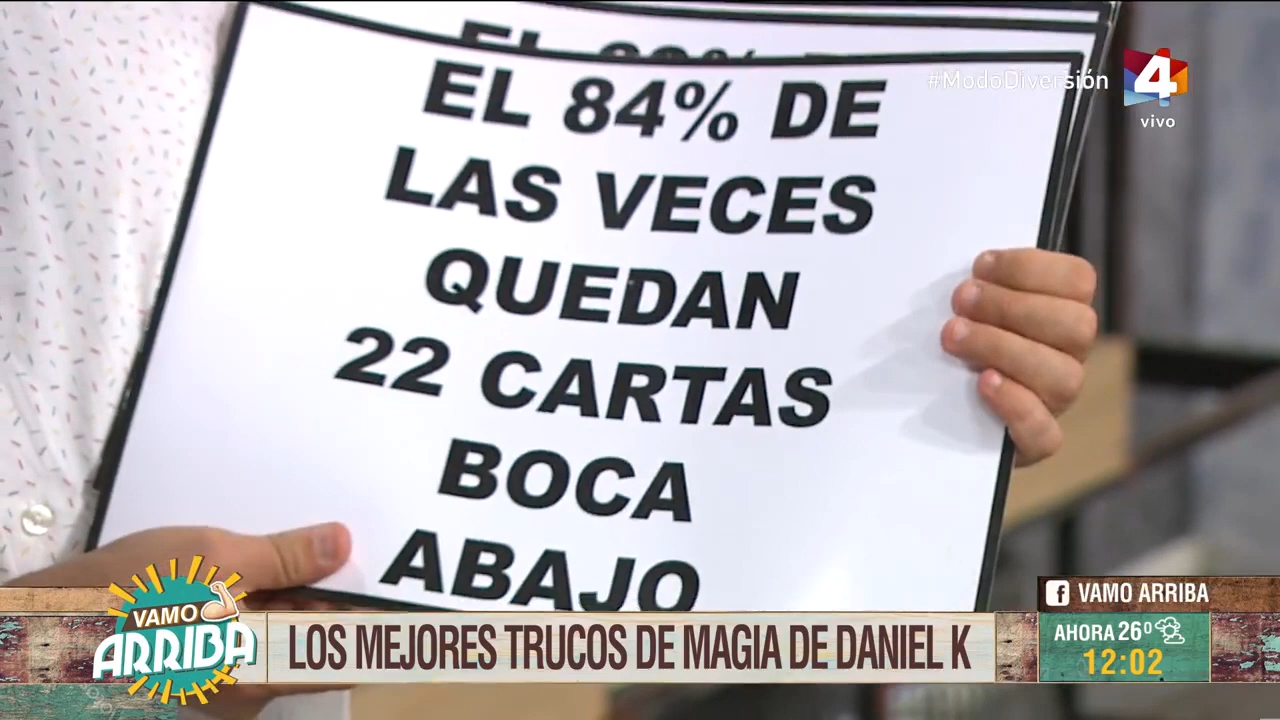 EL 84% DE
LAS VECES
QUEDAN
22 CARTAS
BOCA
ABAJO
#ModoDiversión
4
vivo
VAMO
ARRIBA
LOS MEJORES TRUCOS DE MAGIA DE DANIEL K
f VAMO ARRIBA
AHORA 26º
12:02